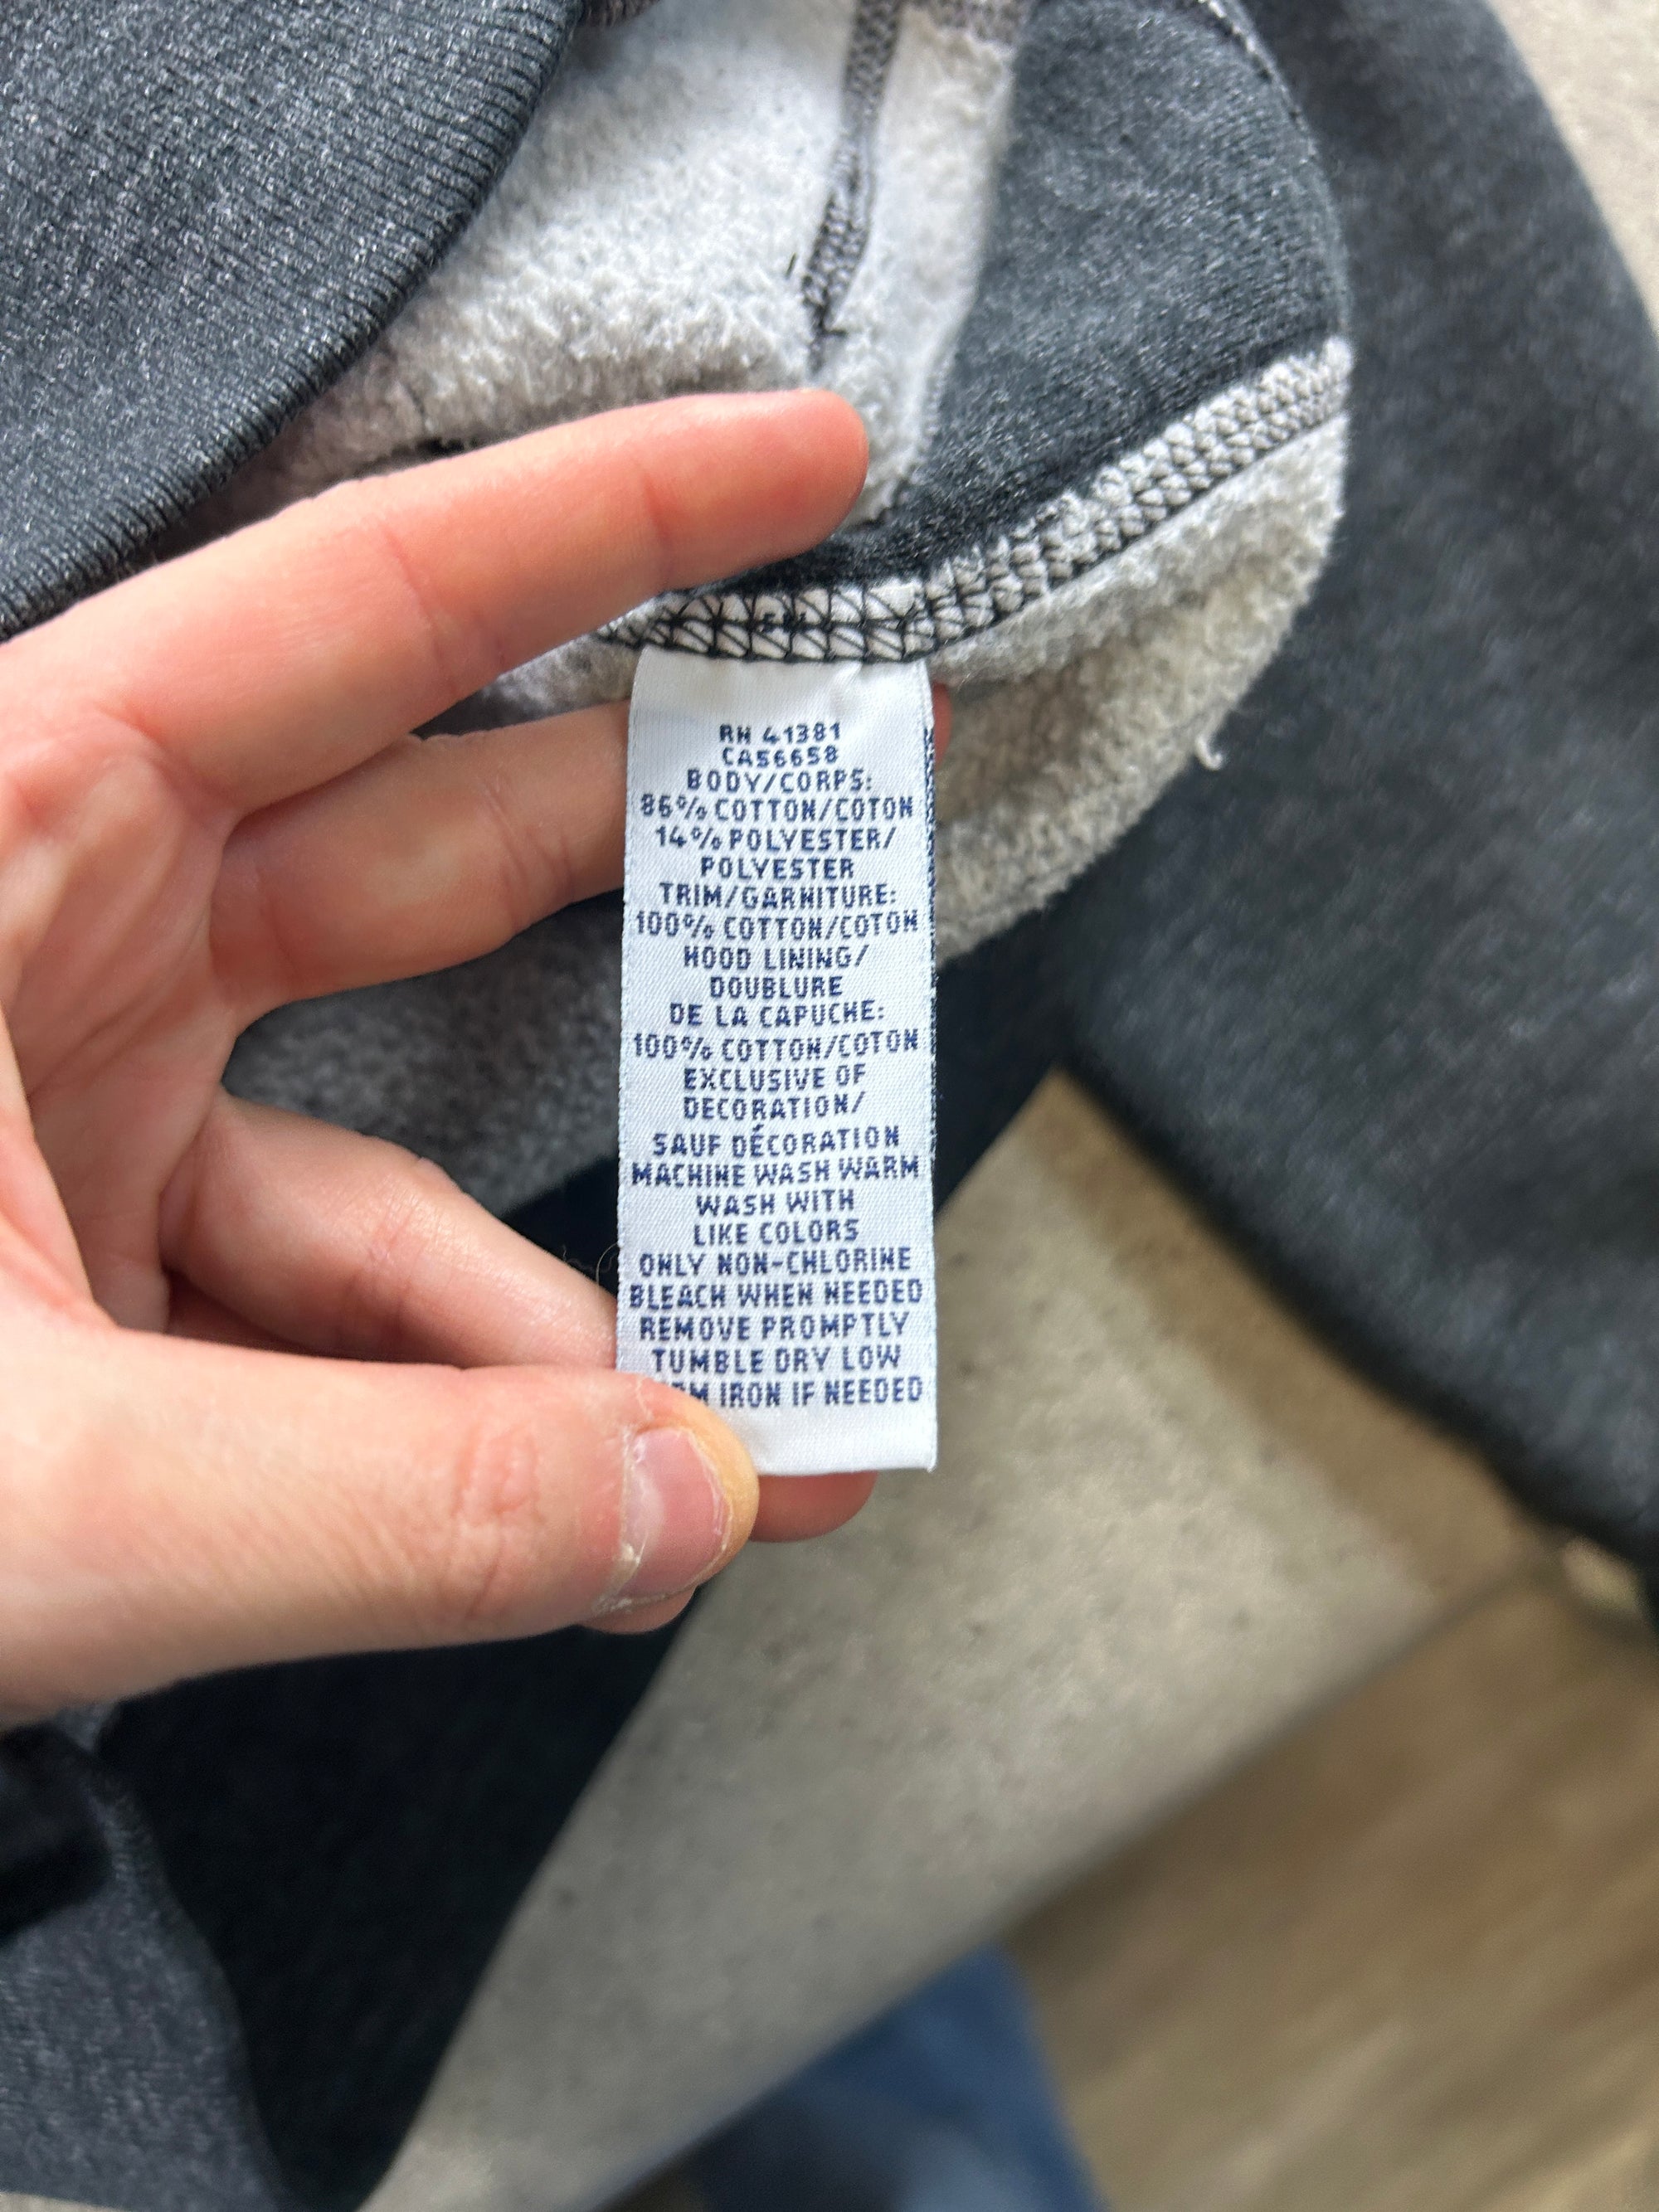 RN 41381
CA56658
BODY/CORPS:
86% COTTON/COTON
14% POLYESTER/
POLYESTER
TRIM/GARNITURE:
100% COTTON/COTON
HOOD LINING/
DOUBLURE
DE LA CAPUCHE:
100% COTTON/COTON
EXCLUSIVE OF
DECORATION/
SAUF DÉCORATION
MACHINE WASH WARM
WASH WITH
LIKE COLORS
ONLY NON-CHLORINE
BLEACH WHEN NEEDED
REMOVE PROMPTLY
TUMBLE DRY LOW
IRON IF NEEDED